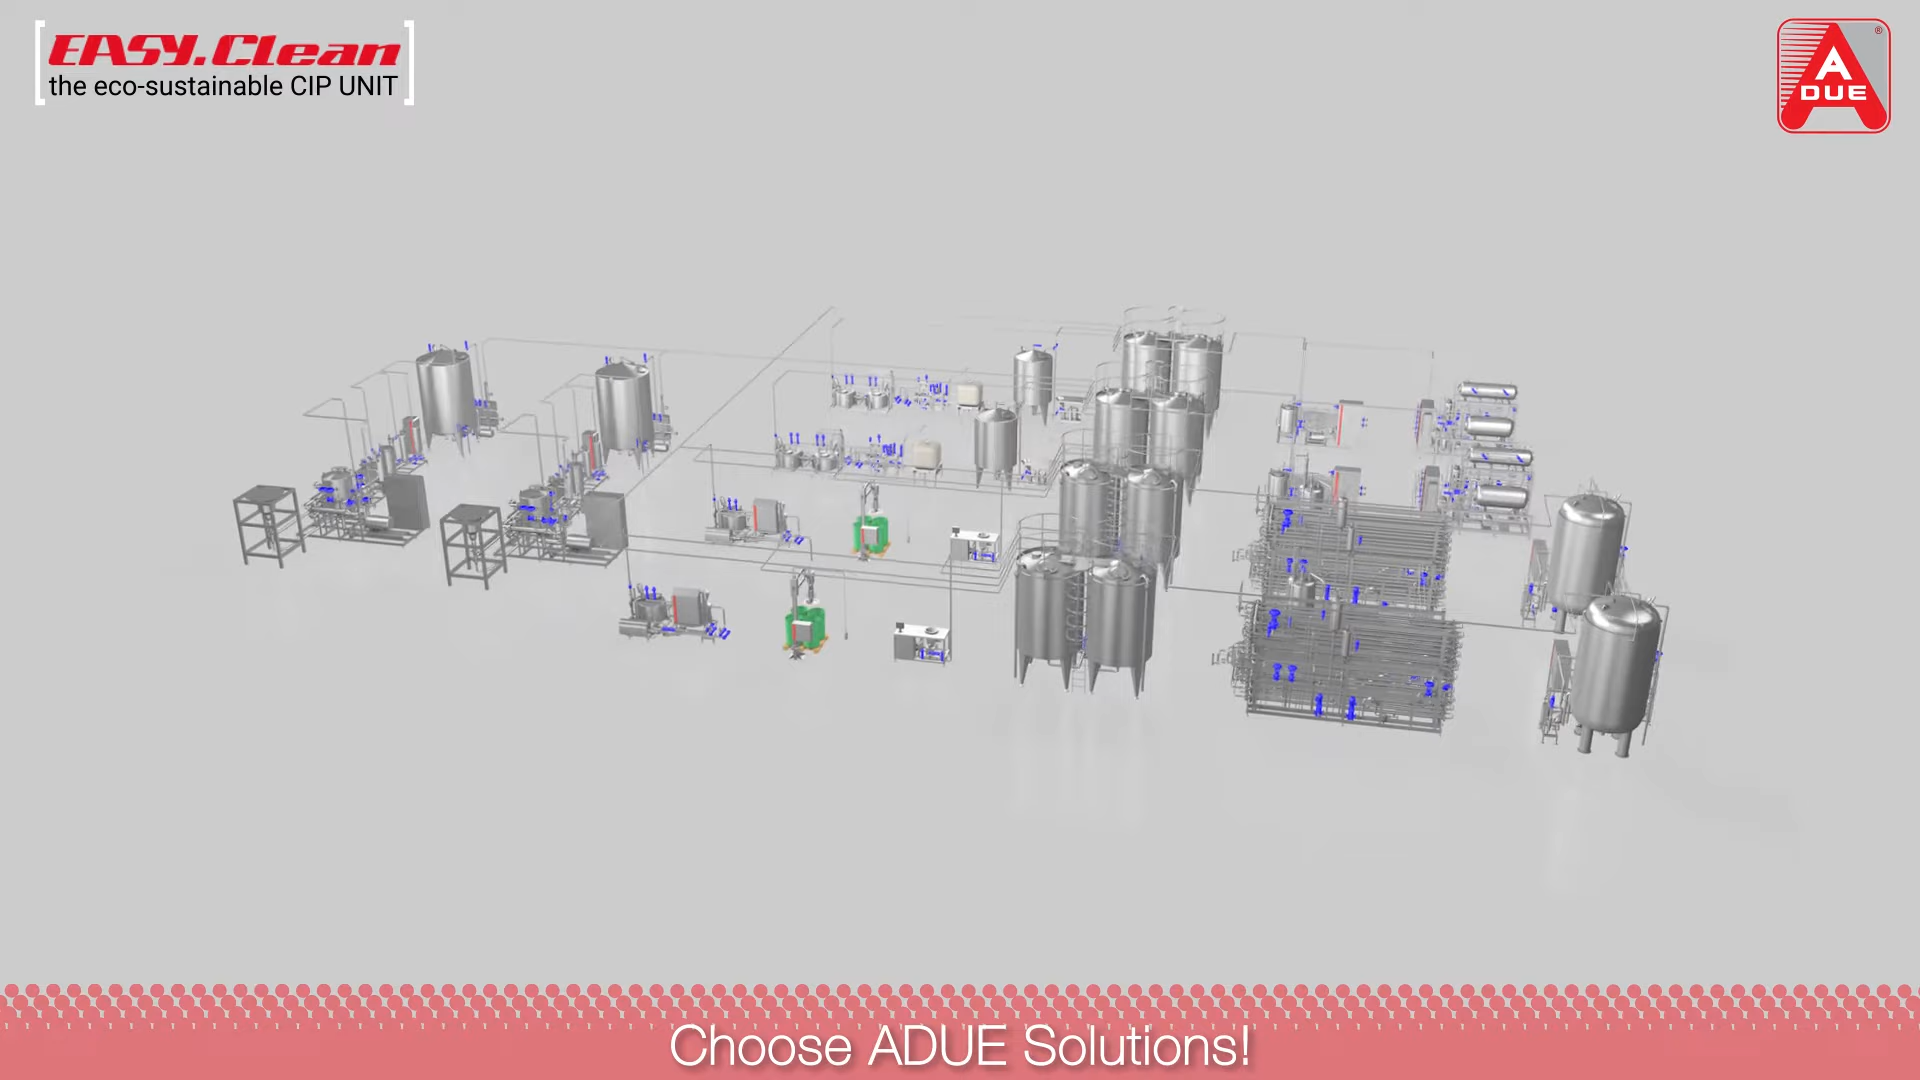 EASY.Clean
the eco-sustainable CIP UNIT
A
DUE
®
Choose ADUE Solutions!